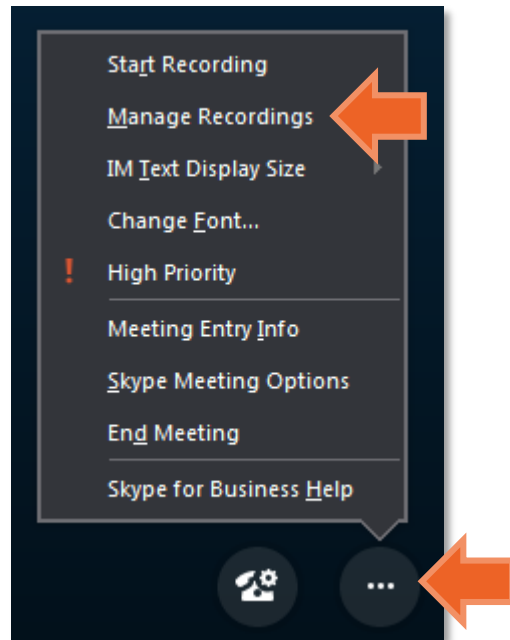 Start Recording
Manage Recordings
IM Text Display Size
Change Font...
! High Priority
Meeting Entry Info
Skype Meeting Options
End Meeting
Skype for Business Help
...